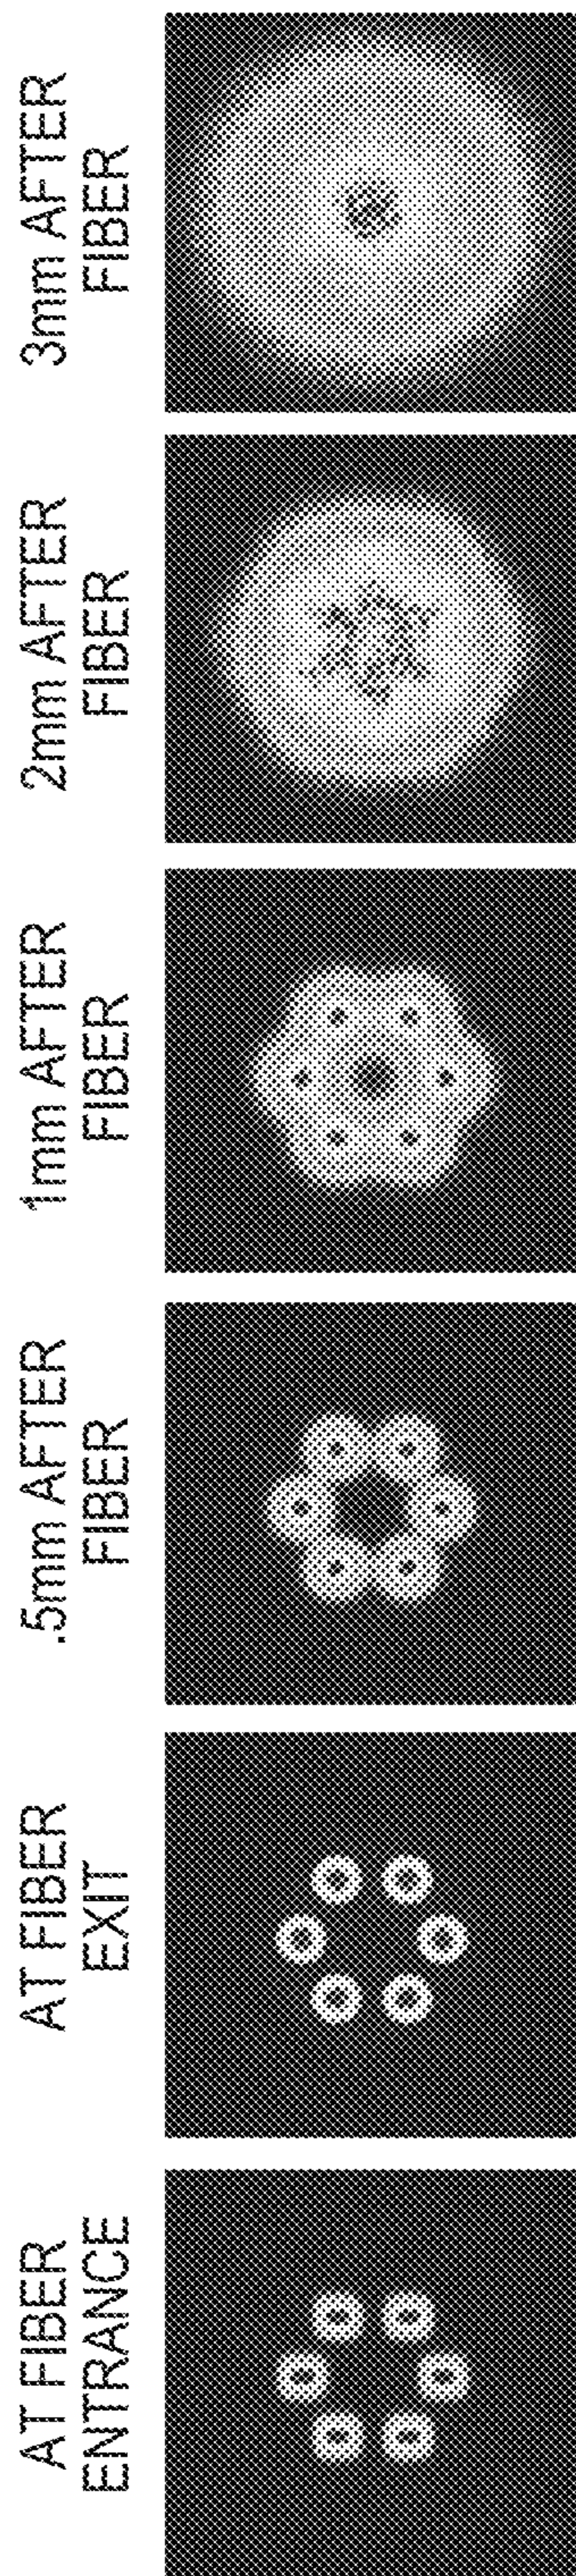 3mm AFTER
FIBER
2mm AFTER
FIBER
1mm AFTER
FIBER
.5mm AFTER
FIBER
AT FIBER
EXIT
AT FIBER
ENTRANCE